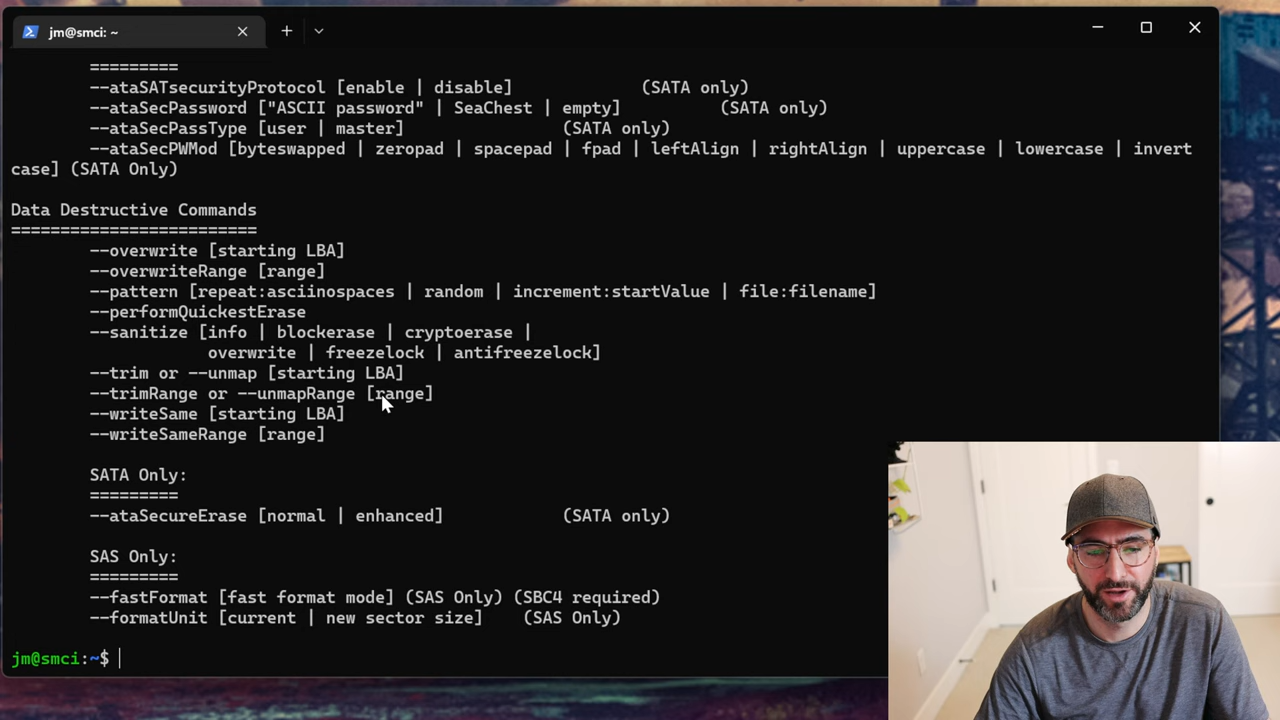 jm@smci: ~
=========
--ataSATsecurityProtocol [enable | disable] (SATA only)
--ataSecPassword ["ASCII password" | SeaChest | empty] (SATA only)
--ataSecPassType [user | master] (SATA only)
--ataSecPWMod [byteswapped | zeropad | spacepad | fpad | leftAlign | rightAlign | uppercase | lowercase | invert
case] (SATA Only)
Data Destructive Commands
=========================
--overwrite [starting LBA]
--overwriteRange [range]
--pattern [repeat:asciinospaces | random | increment:startValue | file:filename]
--performQuickestErase
--sanitize [info | blockerase | cryptoerase |
overwrite | freezelock | antifreezelock]
--trim or --unmap [starting LBA]
--trimRange or --unmapRange [range]
--writeSame [starting LBA]
--writeSameRange [range]
SATA Only:
=========
--ataSecureErase [normal | enhanced] (SATA only)
SAS Only:
=========
--fastFormat [fast format mode] (SAS Only) (SBC4 required)
--formatUnit [current | new sector size] (SAS Only)
jm@smci:~$